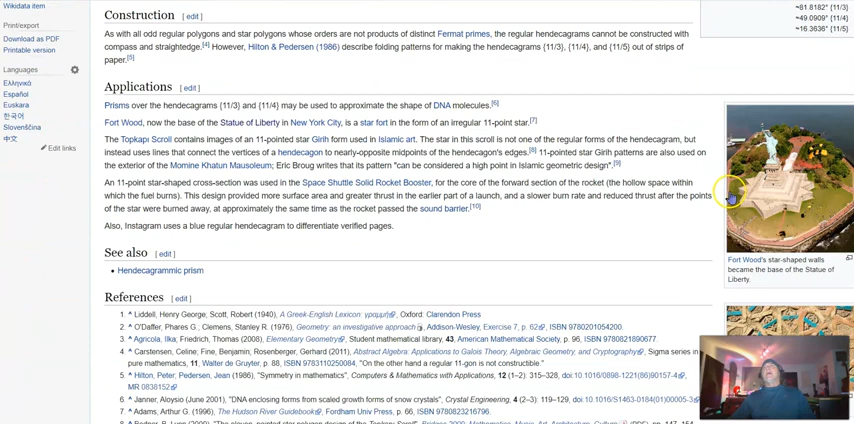 Wikidata item
Print/export
Download as PDF
Printable version
Languages
Ελληνικά
Español
Euskara
한국어
Slovenščina
中文
Edit links
Construction [ edit ]
As with all odd regular polygons and star polygons whose orders are not products of distinct Fermat primes, the regular hendecagrams cannot be constructed with
compass and straightedge.[4] However, Hilton & Pedersen (1986) describe folding patterns for making the hendecagrams {11/3}, {11/4}, and {11/5} out of strips of
paper.[5]
Applications [ edit ]
Prisms over the hendecagrams {11/3} and {11/4} may be used to approximate the shape of DNA molecules.[6]
Fort Wood, now the base of the Statue of Liberty in New York City, is a star fort in the form of an irregular 11-point star.[7]
The Topkapı Scroll contains images of an 11-pointed star Girih form used in Islamic art. The star in this scroll is not one of the regular forms of the hendecagram, but
instead uses lines that connect the vertices of a hendecagon to nearly-opposite midpoints of the hendecagon's edges.[8] 11-pointed star Girih patterns are also used on
the exterior of the Momine Khatun Mausoleum; Eric Broug writes that its pattern "can be considered a high point in Islamic geometric design".[9]
An 11-point star-shaped cross-section was used in the Space Shuttle Solid Rocket Booster, for the core of the forward section of the rocket (the hollow space within
which the fuel burns). This design provided more surface area and greater thrust in the earlier part of a launch, and a slower burn rate and reduced thrust after the points
of the star were burned away, at approximately the same time as the rocket passed the sound barrier.[10]
Also, Instagram uses a blue regular hendecagram to differentiate verified pages.
See also [ edit ]
• Hendecagrammic prism
References [ edit ]
1. ^ Liddell, Henry George, Scott, Robert (1940), A Greek-English Lexicon: γραμμή, Oxford: Clarendon Press
2. ^ O'Daffer, Phares G.; Clemens, Stanley R. (1976), Geometry: an investigative approach, Addison-Wesley, Exercise 7, p. 62, ISBN 9780201054200.
3. ^ Agricola, Ilka; Friedrich, Thomas (2008), Elementary Geometry, Student mathematical library, 43, American Mathematical Society, p. 96, ISBN 9780821890677.
4. ^ Carstensen, Celine; Fine, Benjamin, Rosenberger, Gerhard (2011), Abstract Algebra: Applications to Galois Theory, Algebraic Geometry, and Cryptography, Sigma series in
pure mathematics, 11, Walter de Gruyter, p. 88, ISBN 9783110250084, "On the other hand a regular 11-gon is not constructible."
5. ^ Hilton, Peter; Pedersen, Jean (1986), "Symmetry in mathematics", Computers & Mathematics with Applications, 12 (1–2): 315–328, doi:10.1016/0898-1221(86)90157-4,
MR 0838152
6. ^ Janner, Aloysio (June 2001), "DNA enclosing forms from scaled growth forms of snow crystals", Crystal Engineering, 4 (2–3): 119–129, doi:10.1016/S1463-0184(01)00006-3
7. ^ Adams, Arthur G. (1996), The Hudson River Guidebook, Fordham Univ Press, p. 66, ISBN 9780823216796.
≈81.8182° {11/3}
≈49.0909° {11/4}
≈16.3636° {11/5}
Fort Wood's star-shaped walls
became the base of the Statue of
Liberty.